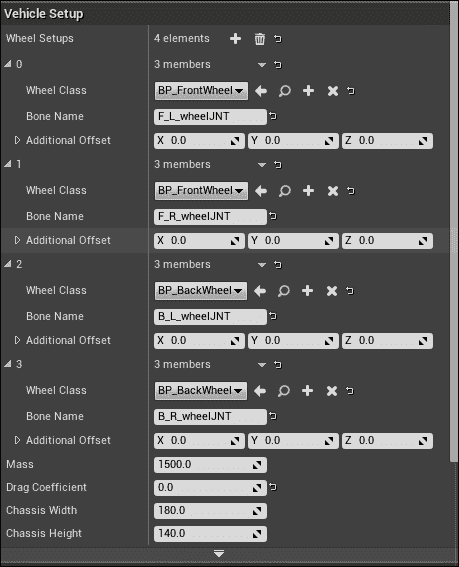 Vehicle Setup
Wheel Setups 4 elements
0 3 members
Wheel Class BP_FrontWheel
Bone Name F_L_wheelJNT
Additional Offset X 0.0 Y 0.0 Z 0.0
1 3 members
Wheel Class BP_FrontWheel
Bone Name F_R_wheelJNT
Additional Offset X 0.0 Y 0.0 Z 0.0
2 3 members
Wheel Class BP_BackWheel
Bone Name B_L_wheelJNT
Additional Offset X 0.0 Y 0.0 Z 0.0
3 3 members
Wheel Class BP_BackWheel
Bone Name B_R_wheelJNT
Additional Offset X 0.0 Y 0.0 Z 0.0
Mass 1500.0
Drag Coefficient 0.0
Chassis Width 180.0
Chassis Height 140.0